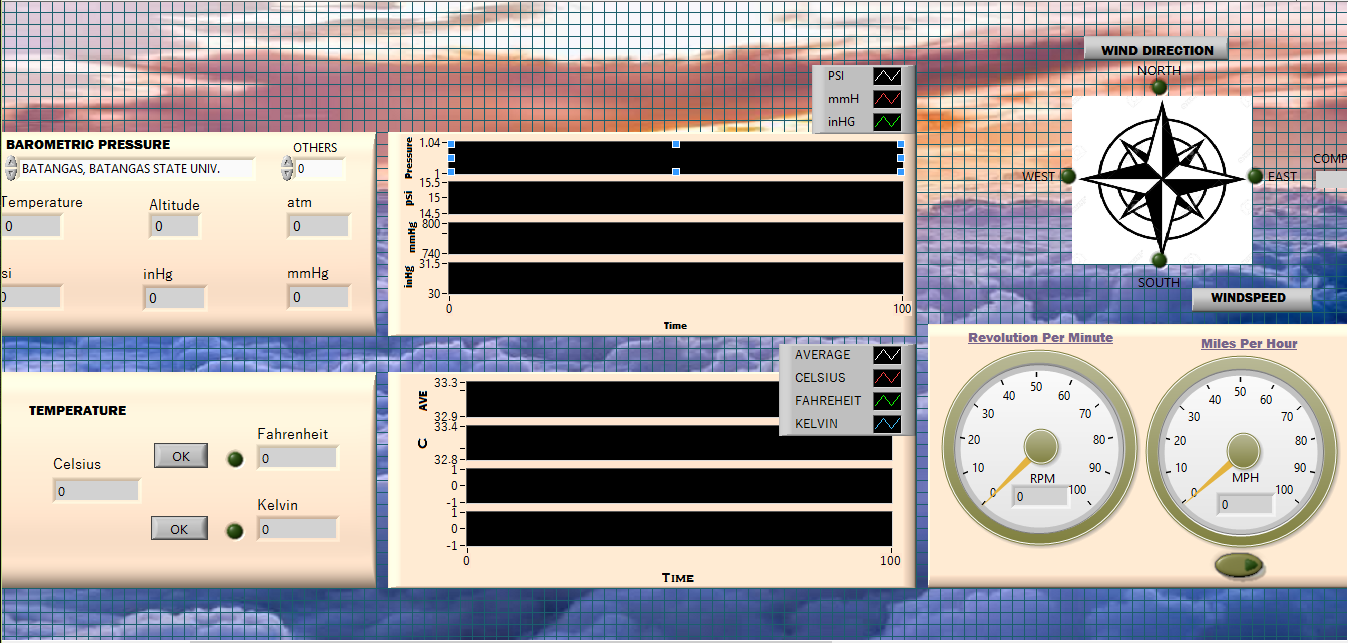 WIND DIRECTION
NORTH
WEST
EAST
COMP
SOUTH
WINDSPEED
PSI
mmH
inHG
BAROMETRIC PRESSURE
OTHERS
BATANGAS, BATANGAS STATE UNIV.
0
Temperature
Altitude
atm
0
0
0
si
inHg
mmHg
0
0
0
1.04
1
Pressure
15.5
15
14.5
psi
800
740
mmHg
31.5
30
inHg
0
100
Time
TEMPERATURE
Celsius
0
OK
Fahrenheit
0
OK
Kelvin
0
AVERAGE
CELSIUS
FAHREHEIT
KELVIN
33.3
32.9
AVE
33.4
32.8
C
1
0
-1
1
0
-1
0
100
TIME
Revolution Per Minute
0
10
20
30
40
50
60
70
80
90
100
RPM
0
Miles Per Hour
0
10
20
30
40
50
60
70
80
90
100
MPH
0